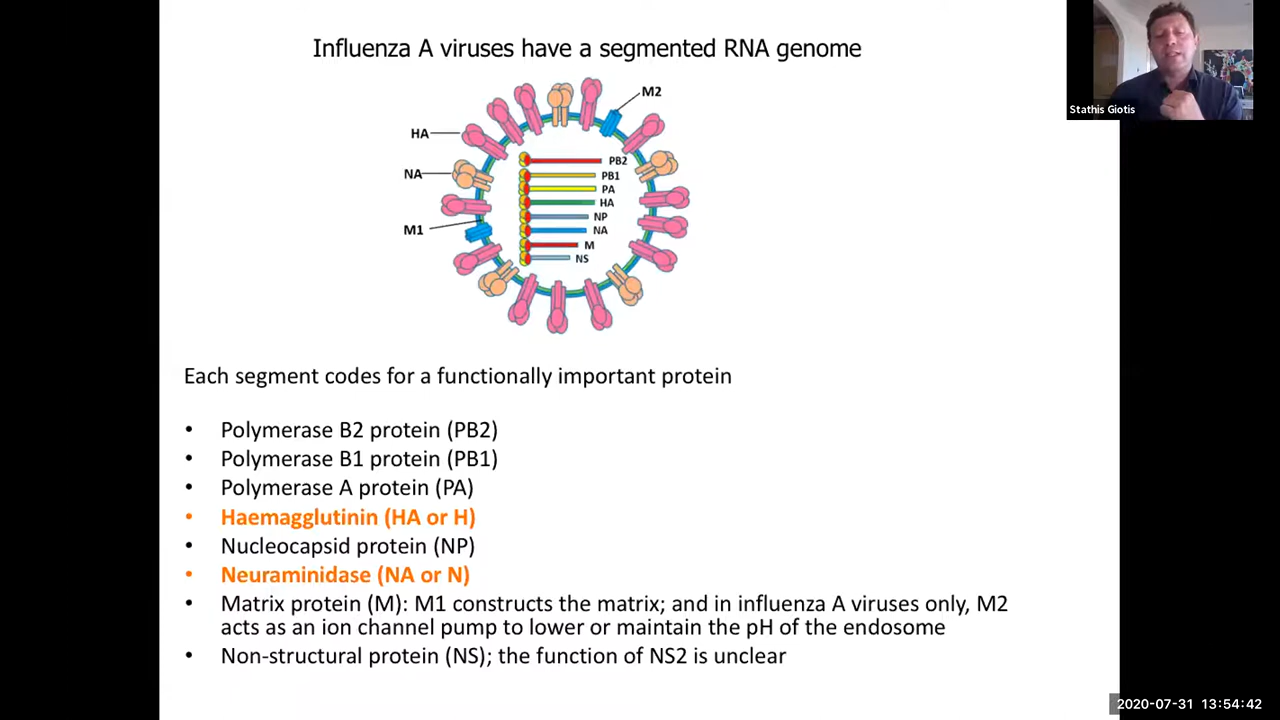 Influenza A viruses have a segmented RNA genome
Stathis Giotis
M2
HA
NA
M1
PB2
PB1
PA
HA
NP
NA
M
NS
Each segment codes for a functionally important protein
• Polymerase B2 protein (PB2)
• Polymerase B1 protein (PB1)
• Polymerase A protein (PA)
• Haemagglutinin (HA or H)
• Nucleocapsid protein (NP)
• Neuraminidase (NA or N)
• Matrix protein (M): M1 constructs the matrix; and in influenza A viruses only, M2
acts as an ion channel pump to lower or maintain the pH of the endosome
• Non-structural protein (NS); the function of NS2 is unclear
2020-07-31 13:54:42